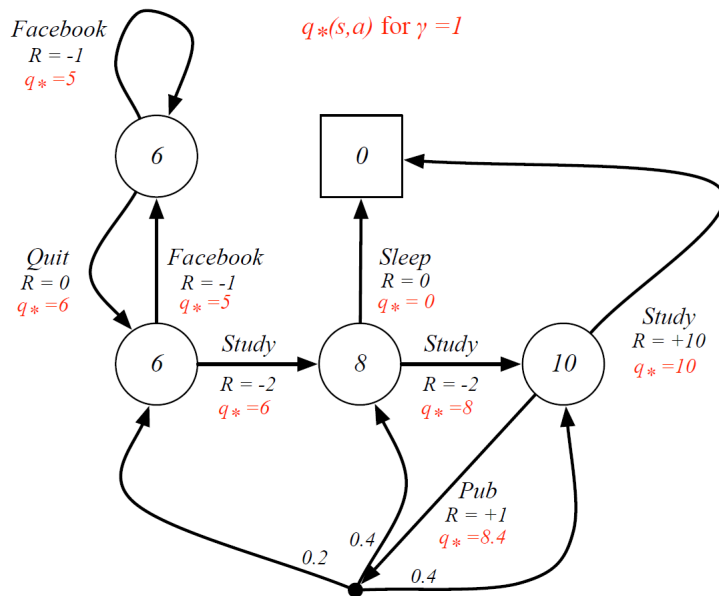 q*(s,a) for γ =1
Facebook
R = -1
q* =5
6
0
Quit
R = 0
q* =6
Facebook
R = -1
q* =5
Sleep
R = 0
q* = 0
Study
R = +10
q* =10
6
Study
R = -2
q* =6
8
Study
R = -2
q* =8
10
Pub
R = +1
q* =8.4
0.2
0.4
0.4